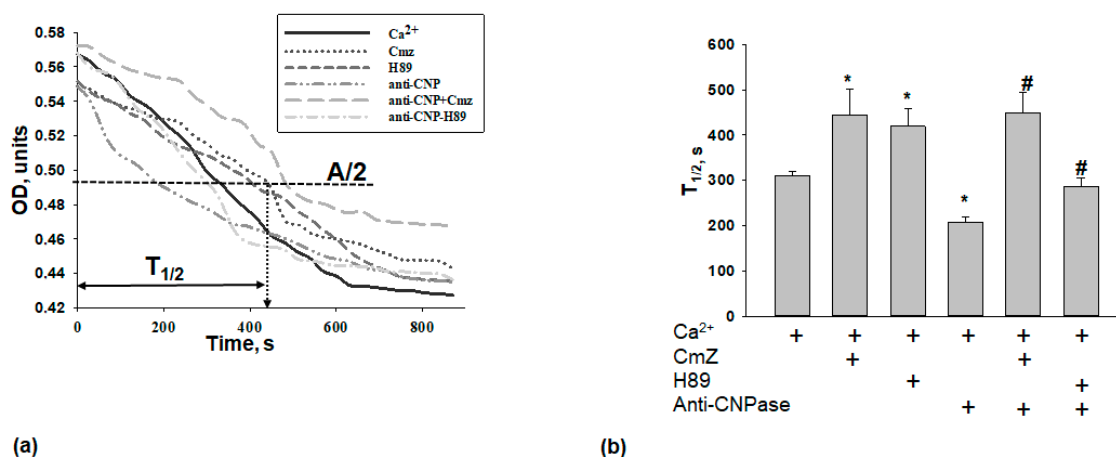 Ca2+
Cmz
H89
anti-CNP
anti-CNP+Cmz
anti-CNP-H89
0.58
0.56
0.54
0.52
0.50
0.48
0.46
0.44
0.42
OD, units
A/2
T1/2
0 200 400 600 800
Time, s
(a)
600
500
400
300
200
100
0
T1/2, s
* * * # #
Ca2+ + + + + + +
CmZ + +
H89 + +
Anti-CNPase + + +
(b)